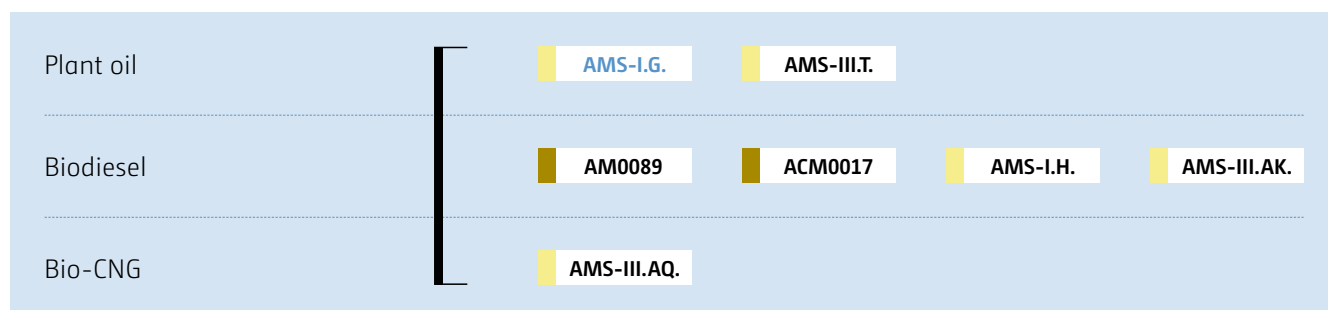 Plant oil AMS-I.G. AMS-III.T.
Biodiesel AM0089 ACM0017 AMS-I.H. AMS-III.AK.
Bio-CNG AMS-III.AQ.